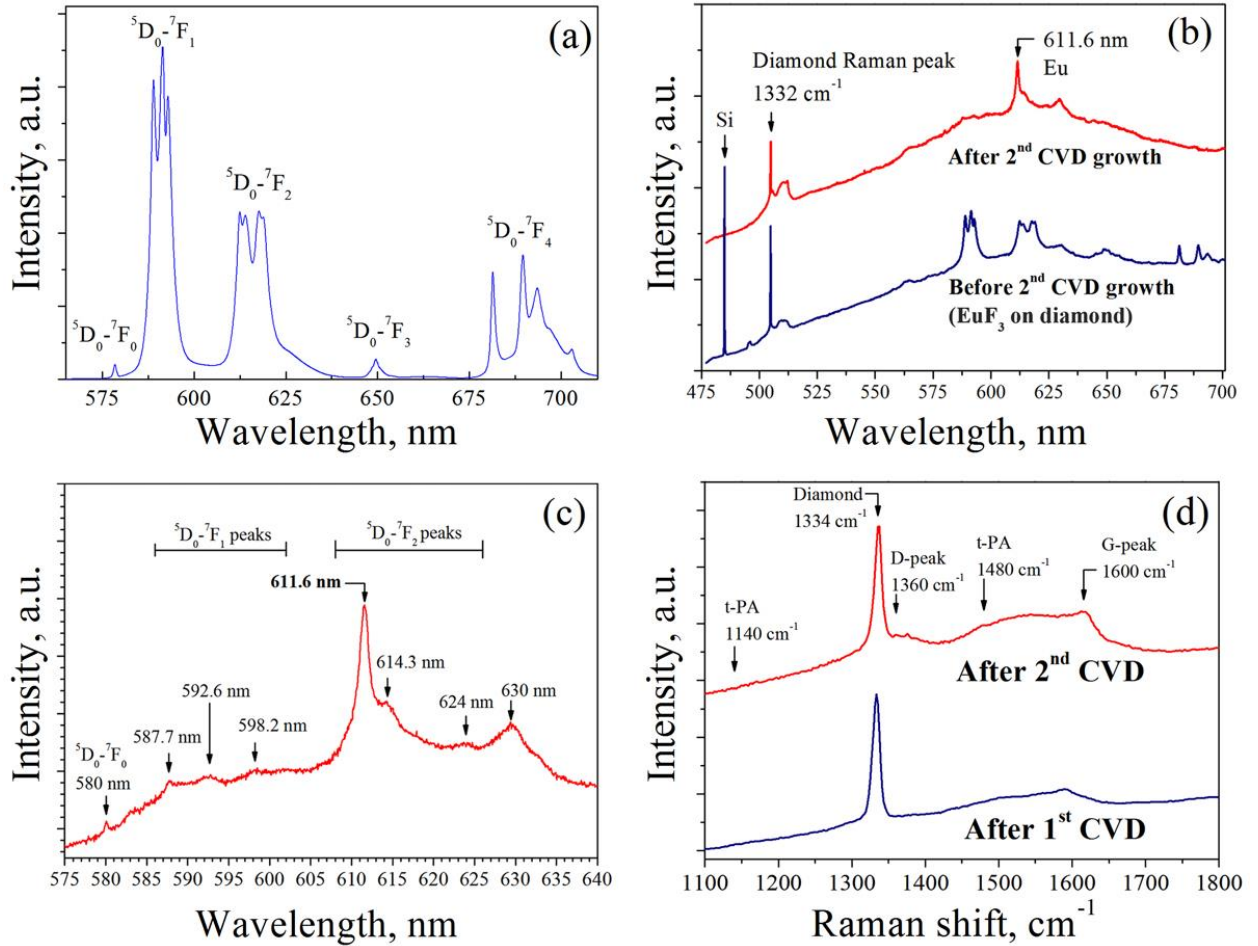 (a)
⁵D₀-⁷F₁
⁵D₀-⁷F₂
⁵D₀-⁷F₄
⁵D₀-⁷F₀
⁵D₀-⁷F₃
Intensity, a.u.
575 600 625 650 675 700
Wavelength, nm
(b)
611.6 nm
Eu
Diamond Raman peak
1332 cm⁻¹
Si
After 2ⁿᵈ CVD growth
Before 2ⁿᵈ CVD growth
(EuF₃ on diamond)
Intensity, a.u.
475 500 525 550 575 600 625 650 675 700
Wavelength, nm
(c)
⁵D₀-⁷F₁ peaks
⁵D₀-⁷F₂ peaks
611.6 nm
614.3 nm
592.6 nm
630 nm
624 nm
598.2 nm
587.7 nm
⁵D₀-⁷F₀
580 nm
Intensity, a.u.
575 580 585 590 595 600 605 610 615 620 625 630 635 640
Wavelength, nm
(d)
Diamond
1334 cm⁻¹
D-peak
1360 cm⁻¹
t-PA
1480 cm⁻¹
G-peak
1600 cm⁻¹
t-PA
1140 cm⁻¹
After 2ⁿᵈ CVD
After 1ˢᵗ CVD
Intensity, a.u.
1100 1200 1300 1400 1500 1600 1700 1800
Raman shift, cm⁻¹